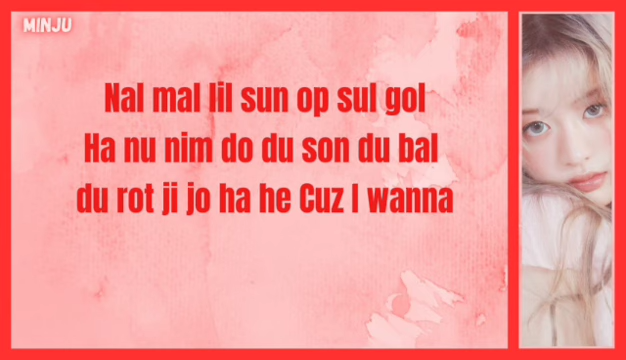 MINJU
Nal mal lil sun op sul gol
Ha nu nim do du son du bal
du rot ji jo ha he Cuz I wanna